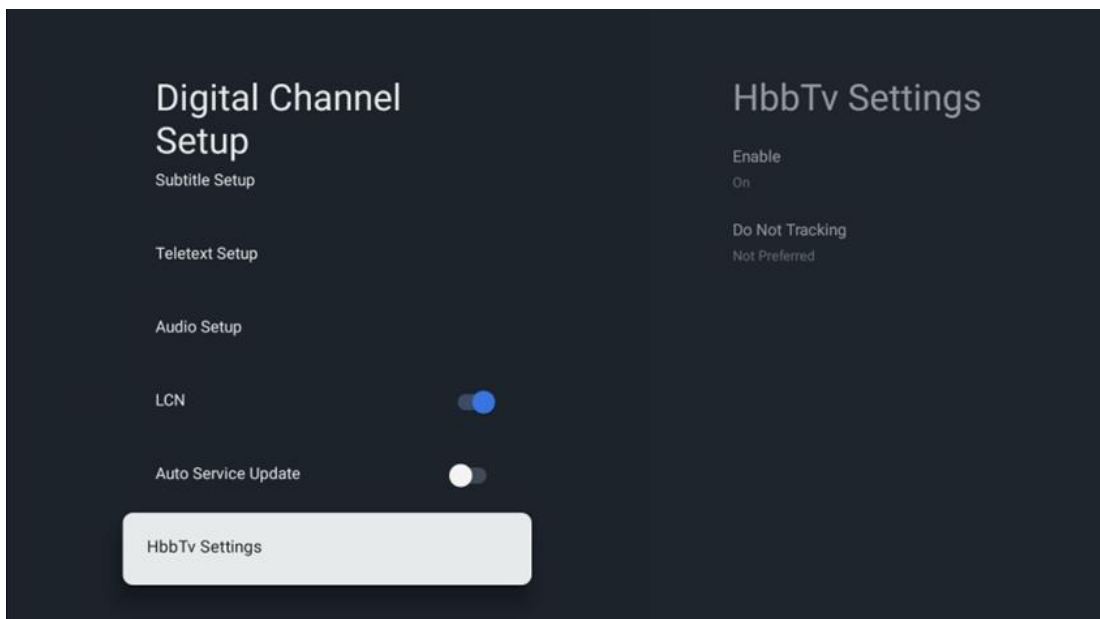 Digital Channel
Setup
Subtitle Setup
Teletext Setup
Audio Setup
LCN
Auto Service Update
HbbTv Settings
HbbTv Settings
Enable
On
Do Not Tracking
Not Preferred